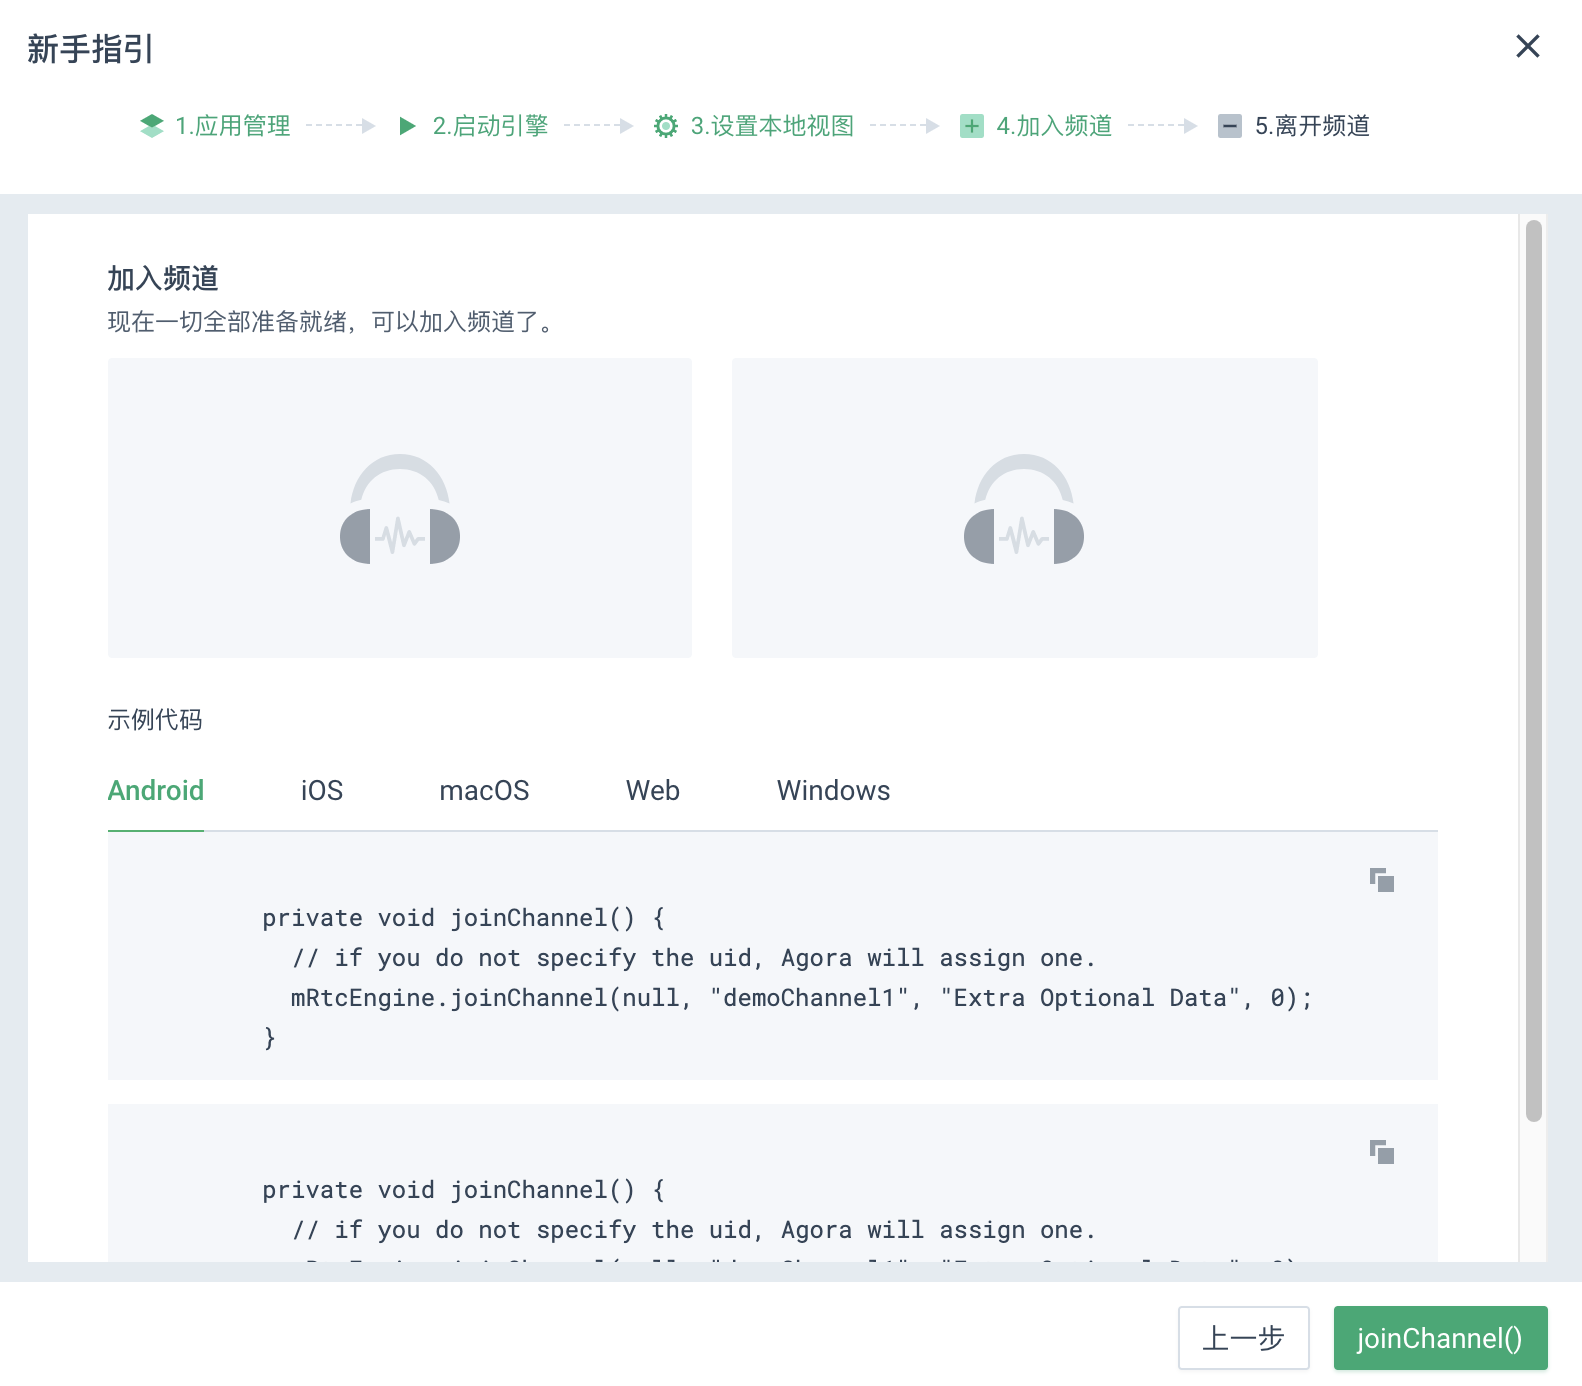 新手指引
1.应用管理
2.启动引擎
3.设置本地视图
4.加入频道
5.离开频道
加入频道
现在一切全部准备就绪，可以加入频道了。
示例代码
Android iOS macOS Web Windows
private void joinChannel() {
// if you do not specify the uid, Agora will assign one.
mRtcEngine.joinChannel(null, "demoChannel1", "Extra Optional Data", 0);
}
private void joinChannel() {
// if you do not specify the uid, Agora will assign one.
上一步 joinChannel()